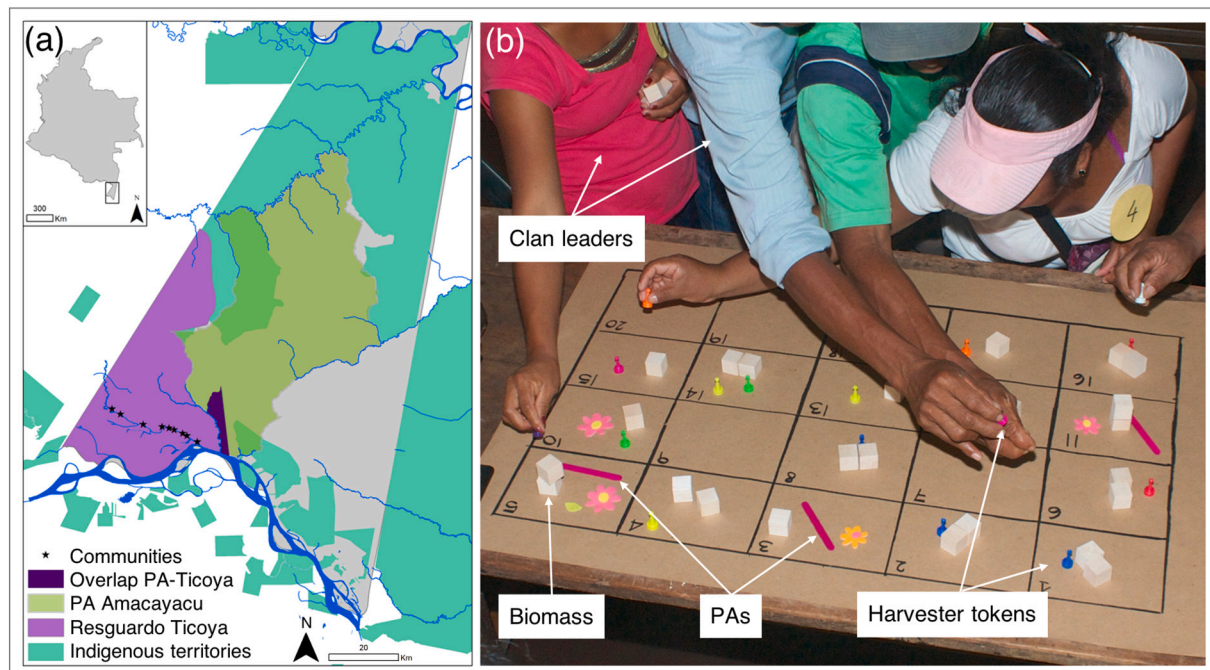 (a)
300
Km
N
★ Communities
Overlap PA-Ticoya
PA Amacayacu
Resguardo Ticoya
Indigenous territories
N
20
Km
(b)
Clan leaders
4
20
19
18
16
15
14
13
11
10
9
8
7
6
5
4
3
2
1
Biomass
PAs
Harvester tokens